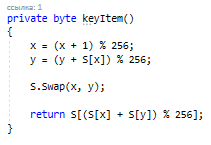 ссылка: 1
private byte keyItem()
{
x = (x + 1) % 256;
y = (y + S[x]) % 256;
S.Swap(x, y);
return S[(S[x] + S[y]) % 256];
}